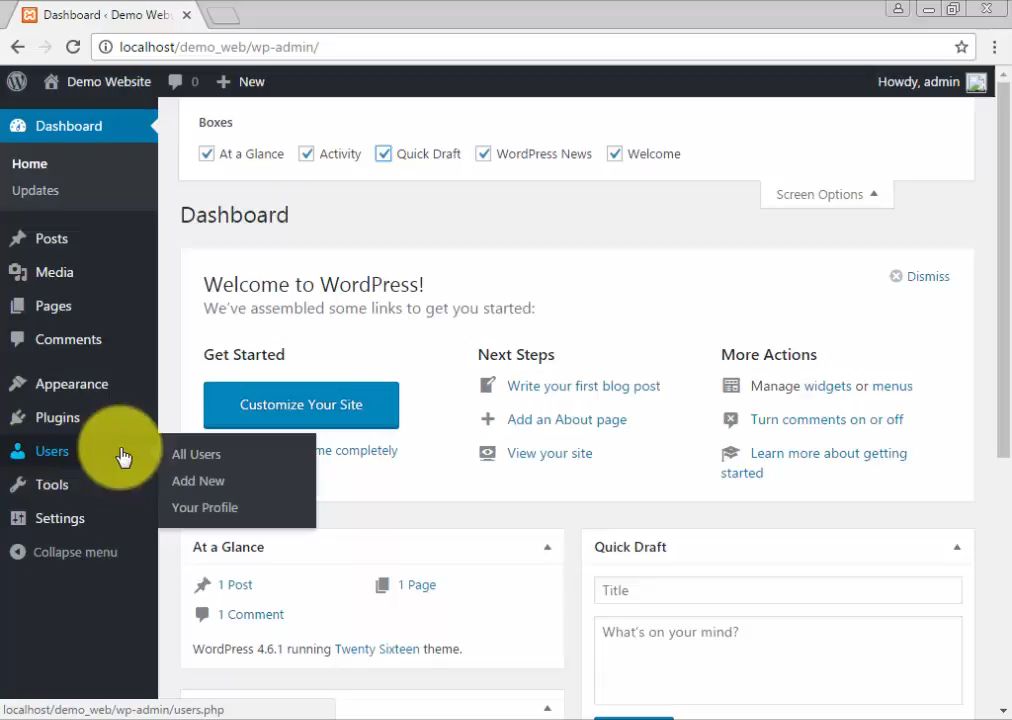 Dashboard ‹ Demo Web
localhost/demo_web/wp-admin/
Demo Website 0 New Howdy, admin
Dashboard
Home
Updates
Posts
Media
Pages
Comments
Appearance
Plugins
Users
Tools
Settings
Collapse menu
All Users
Add New
Your Profile
Boxes
At a Glance Activity Quick Draft WordPress News Welcome
Screen Options
Dashboard
Welcome to WordPress!
Dismiss
We've assembled some links to get you started:
Get Started
Customize Your Site
me completely
Next Steps
Write your first blog post
Add an About page
View your site
More Actions
Manage widgets or menus
Turn comments on or off
Learn more about getting
started
At a Glance
1 Post 1 Page
1 Comment
WordPress 4.6.1 running Twenty Sixteen theme.
Quick Draft
Title
What's on your mind?
localhost/demo_web/wp-admin/users.php